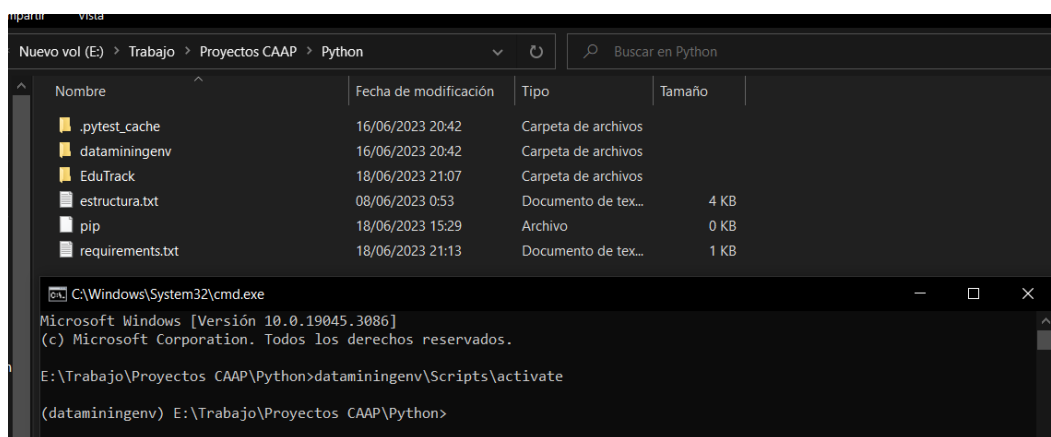 mpartir Vista
Nuevo vol (E:) > Trabajo > Proyectos CAAP > Python Buscar en Python
Nombre Fecha de modificación Tipo Tamaño
.pytest_cache 16/06/2023 20:42 Carpeta de archivos
dataminingenv 16/06/2023 20:42 Carpeta de archivos
EduTrack 18/06/2023 21:07 Carpeta de archivos
estructura.txt 08/06/2023 0:53 Documento de tex... 4 KB
pip 18/06/2023 15:29 Archivo 0 KB
requirements.txt 18/06/2023 21:13 Documento de tex... 1 KB
C:\Windows\System32\cmd.exe
Microsoft Windows [Versión 10.0.19045.3086]
(c) Microsoft Corporation. Todos los derechos reservados.
E:\Trabajo\Proyectos CAAP\Python>dataminingenv\Scripts\activate
(dataminingenv) E:\Trabajo\Proyectos CAAP\Python>